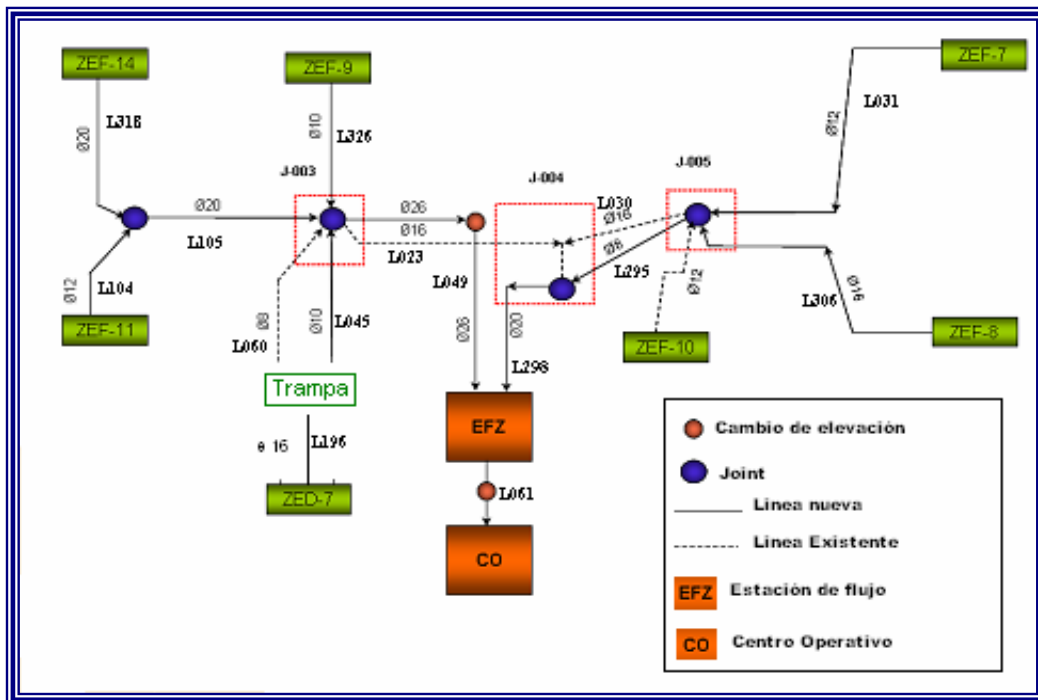 ZEF-14
ZEF-9
ZEF-7
L318
Ø20
Ø10
L326
L031
Ø12
J-003
J-004
J-005
Ø20
L105
Ø26
Ø16
L023
L030
Ø16
Ø8
L295
L104
Ø12
ZEF-11
Ø8
L060
Ø10
L045
L049
Ø26
Ø20
L298
Ø12
ZEF-10
L306
Ø16
ZEF-8
Trampa
ө 16
L196
ZED-7
EFZ
L061
CO
Cambio de elevación
Joint
Linea nueva
Linea Existente
EFZ
Estación de flujo
CO
Centro Operativo